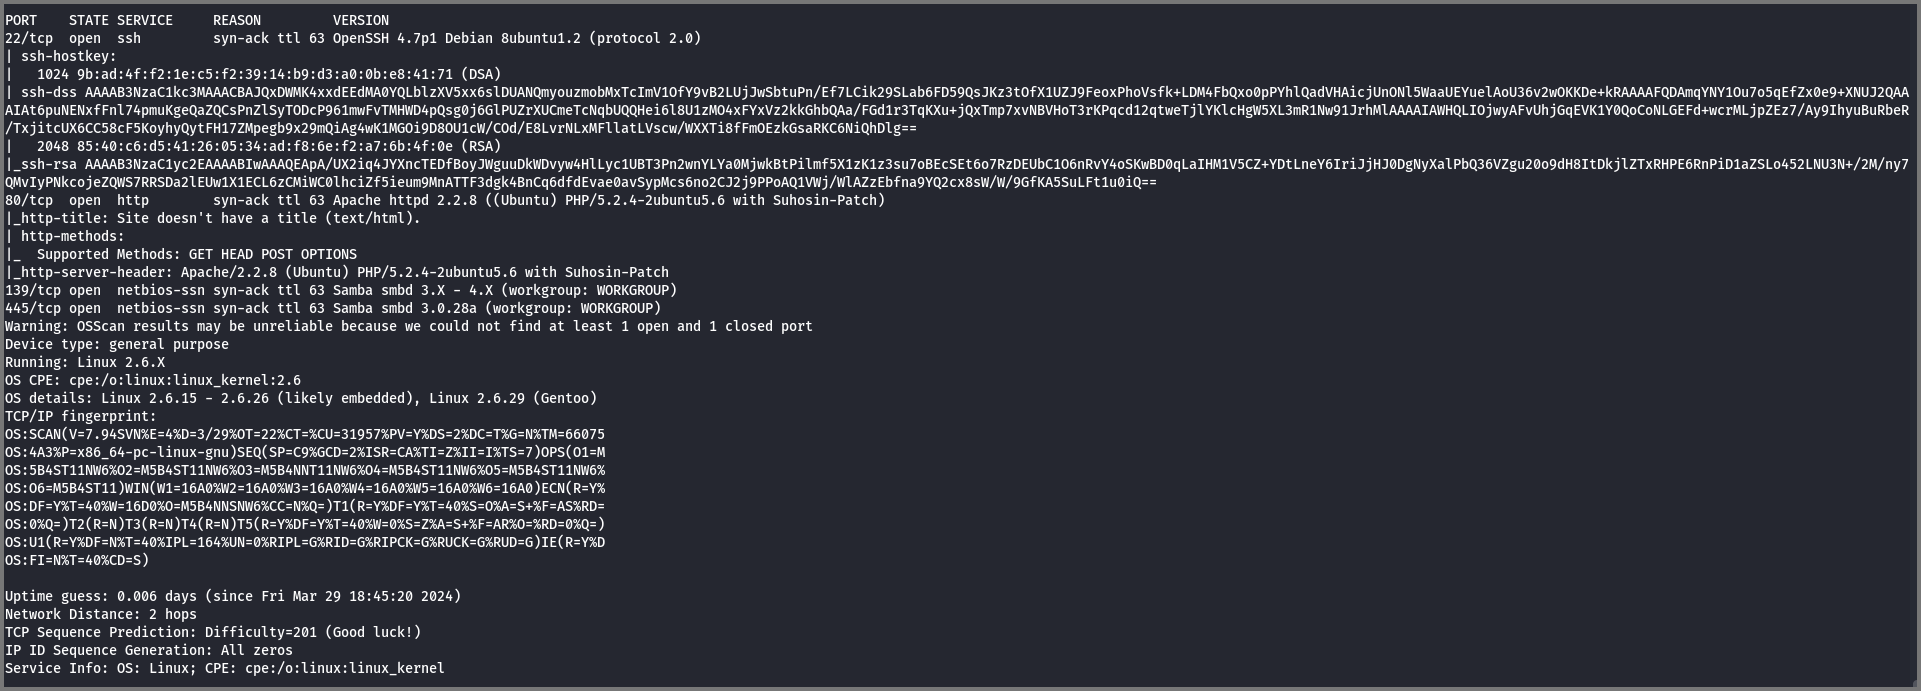 PORT    STATE SERVICE     REASON         VERSION
22/tcp  open  ssh         syn-ack ttl 63 OpenSSH 4.7p1 Debian 8ubuntu1.2 (protocol 2.0)
| ssh-hostkey:
|   1024 9b:ad:4f:f2:1e:c5:f2:39:14:b9:d3:a0:0b:e8:41:71 (DSA)
| ssh-dss AAAAB3NzaC1kc3MAAACBAJQxDWMK4xxdEEdMA0YQLblzXV5xx6slDUANQmyouzmobMxTcImV1OfY9vB2LUjJwSbtuPn/Ef7LCik29SLab6FD59QsJKz3tOfX1UZJ9FeoxPhoVsfk+LDM4FbQxo0pPYhlQadVHAicjUnONl5WaaUEYuelAoU36v2wOKKDe+kRAAAAFQDAmqYNY1Ou7o5qEfZx0e9+XNUJ2QAA
AIAt6puNENxfFnl74pmuKgeQaZQCsPnZlSyTODcP961mwFvTMHWD4pQsg0j6GlPUZrXUCmeTcNqbUQQHei6l8U1zMO4xFYxVz2kkGhbQAa/FGd1r3TqKXu+jQxTmp7xvNBVHoT3rKPqcd12qtweTjlYKlcHgW5XL3mR1Nw91JrhMlAAAAIAWHQLIOjwyAFvUhjGqEVK1Y0QoCoNLGEFd+wcrMLjpZEz7/Ay9IhyuBuRbeR
/TxjitcUX6CC58cF5KoyhyQytFH17ZMpegb9x29mQiAg4wK1MGOi9D8OU1cW/COd/E8LvrNLxMFllatLVscw/WXXTi8fFmOEzkGsaRKC6NiQhDlg==
|   2048 85:40:c6:d5:41:26:05:34:ad:f8:6e:f2:a7:6b:4f:0e (RSA)
|_ssh-rsa AAAAB3NzaC1yc2EAAAABIwAAAQEApA/UX2iq4JYXncTEDfBoyJWguuDkWDvyw4HlLyc1UBT3Pn2wnYLYa0MjwkBtPilmf5X1zK1z3su7oBEcSEt6o7RzDEUbC1O6nRvY4oSKwBD0qLaIHM1V5CZ+YDtLneY6IriJjHJ0DgNyXalPbQ36VZgu20o9dH8ItDkjlZTxRHPE6RnPiD1aZSLo452LNU3N+/2M/ny7
QMvIyPNkcojeZQWS7RRSDa2lEUw1X1ECL6zCMiWC0lhciZf5ieum9MnATTF3dgk4BnCq6dfdEvae0avSypMcs6no2CJ2j9PPoAQ1VWj/WlAZzEbfna9YQ2cx8sW/W/9GfKA5SuLFt1u0iQ==
80/tcp  open  http        syn-ack ttl 63 Apache httpd 2.2.8 ((Ubuntu) PHP/5.2.4-2ubuntu5.6 with Suhosin-Patch)
|_http-title: Site doesn't have a title (text/html).
| http-methods:
|_  Supported Methods: GET HEAD POST OPTIONS
|_http-server-header: Apache/2.2.8 (Ubuntu) PHP/5.2.4-2ubuntu5.6 with Suhosin-Patch
139/tcp open  netbios-ssn syn-ack ttl 63 Samba smbd 3.X - 4.X (workgroup: WORKGROUP)
445/tcp open  netbios-ssn syn-ack ttl 63 Samba smbd 3.0.28a (workgroup: WORKGROUP)
Warning: OSScan results may be unreliable because we could not find at least 1 open and 1 closed port
Device type: general purpose
Running: Linux 2.6.X
OS CPE: cpe:/o:linux:linux_kernel:2.6
OS details: Linux 2.6.15 - 2.6.26 (likely embedded), Linux 2.6.29 (Gentoo)
TCP/IP fingerprint:
OS:SCAN(V=7.94SVN%E=4%D=3/29%OT=22%CT=%CU=31957%PV=Y%DS=2%DC=T%G=N%TM=66075
OS:4A3%P=x86_64-pc-linux-gnu)SEQ(SP=C9%GCD=2%ISR=CA%TI=Z%II=I%TS=7)OPS(O1=M
OS:5B4ST11NW6%O2=M5B4ST11NW6%O3=M5B4NNT11NW6%O4=M5B4ST11NW6%O5=M5B4ST11NW6%
OS:O6=M5B4ST11)WIN(W1=16A0%W2=16A0%W3=16A0%W4=16A0%W5=16A0%W6=16A0)ECN(R=Y%
OS:DF=Y%T=40%W=16D0%O=M5B4NNSNW6%CC=N%Q=)T1(R=Y%DF=Y%T=40%S=O%A=S+%F=AS%RD=
OS:0%Q=)T2(R=N)T3(R=N)T4(R=N)T5(R=Y%DF=Y%T=40%W=0%S=Z%A=S+%F=AR%O=%RD=0%Q=)
OS:U1(R=Y%DF=N%T=40%IPL=164%UN=0%RIPL=G%RID=G%RIPCK=G%RUCK=G%RUD=G)IE(R=Y%D
OS:FI=N%T=40%CD=S)

Uptime guess: 0.006 days (since Fri Mar 29 18:45:20 2024)
Network Distance: 2 hops
TCP Sequence Prediction: Difficulty=201 (Good luck!)
IP ID Sequence Generation: All zeros
Service Info: OS: Linux; CPE: cpe:/o:linux:linux_kernel